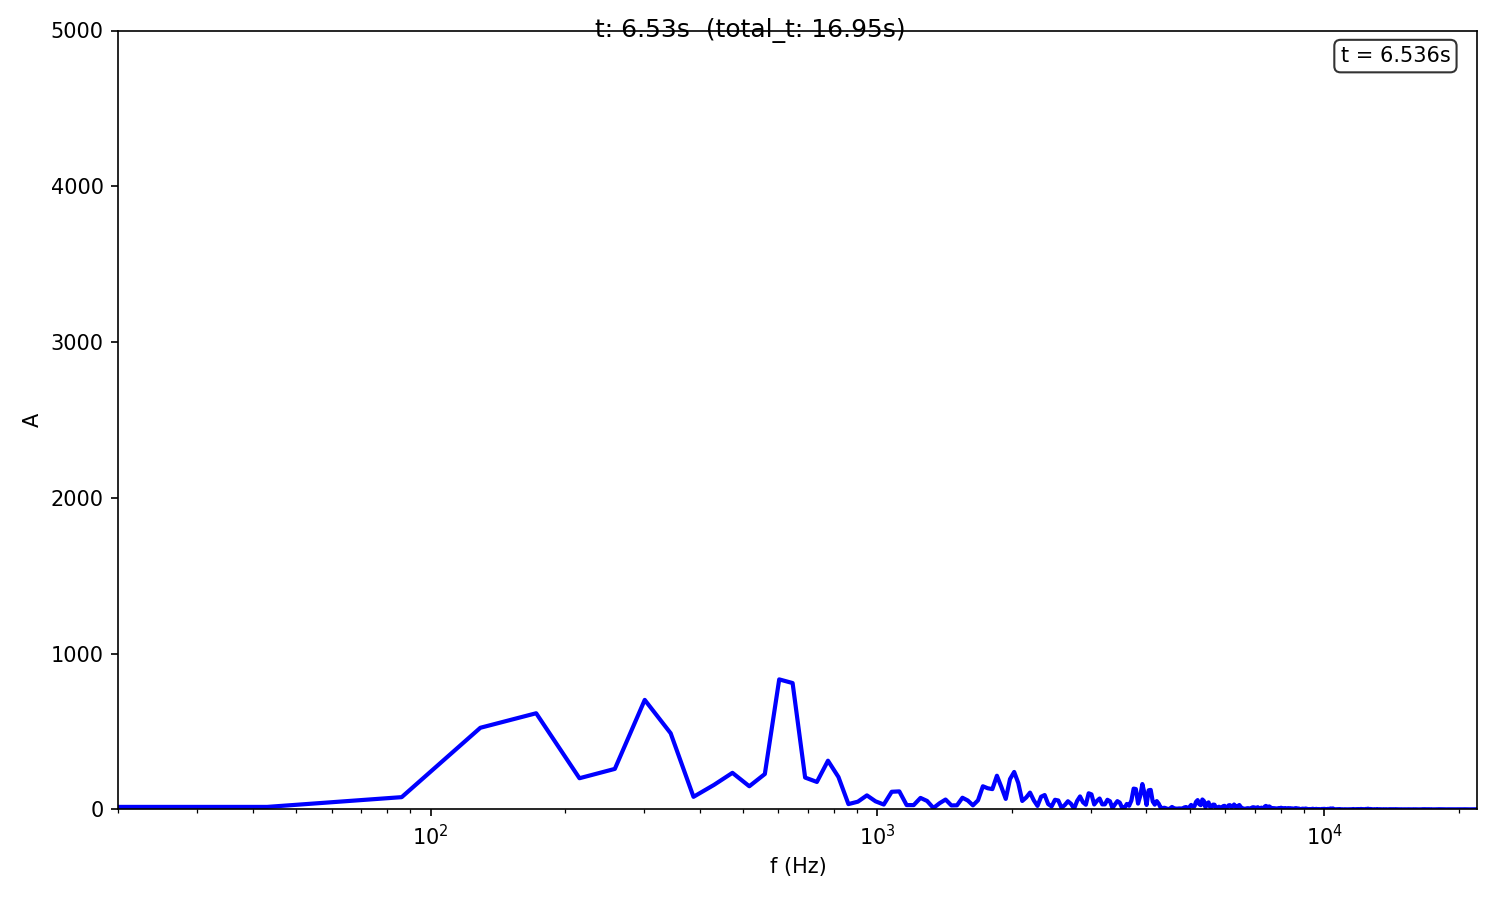 t: 6.53s (total_t: 16.95s)
t = 6.536s
5000
4000
3000
2000
1000
0
A
10²
10³
10⁴
f (Hz)